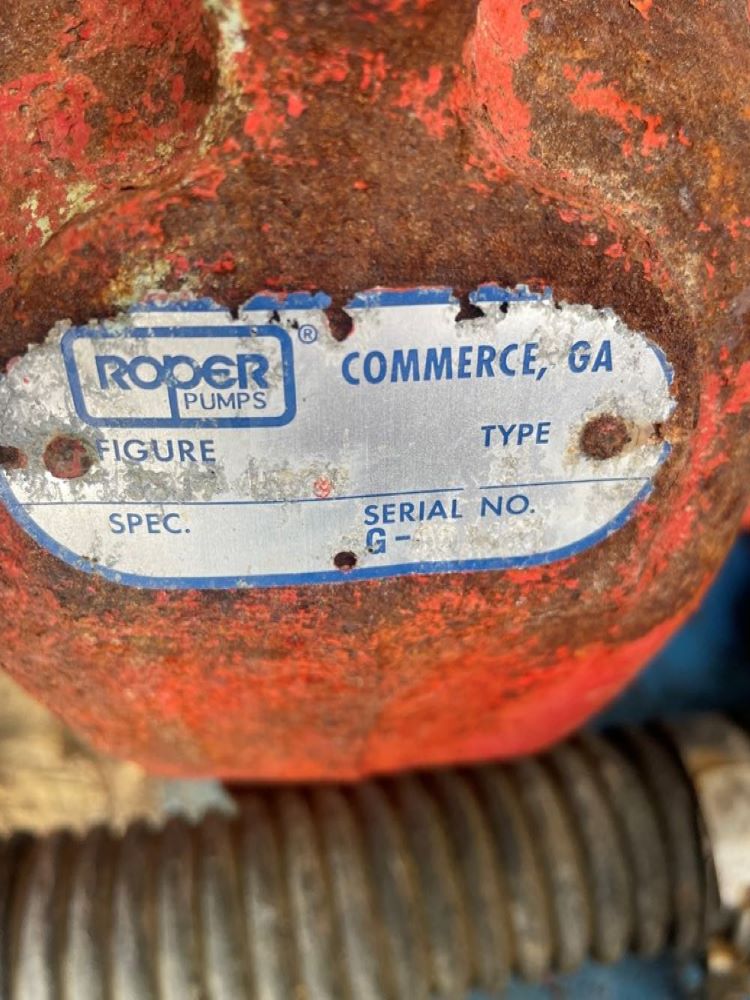 ROPER ®
PUMPS
COMMERCE, GA
FIGURE TYPE
SPEC. SERIAL NO.
G-